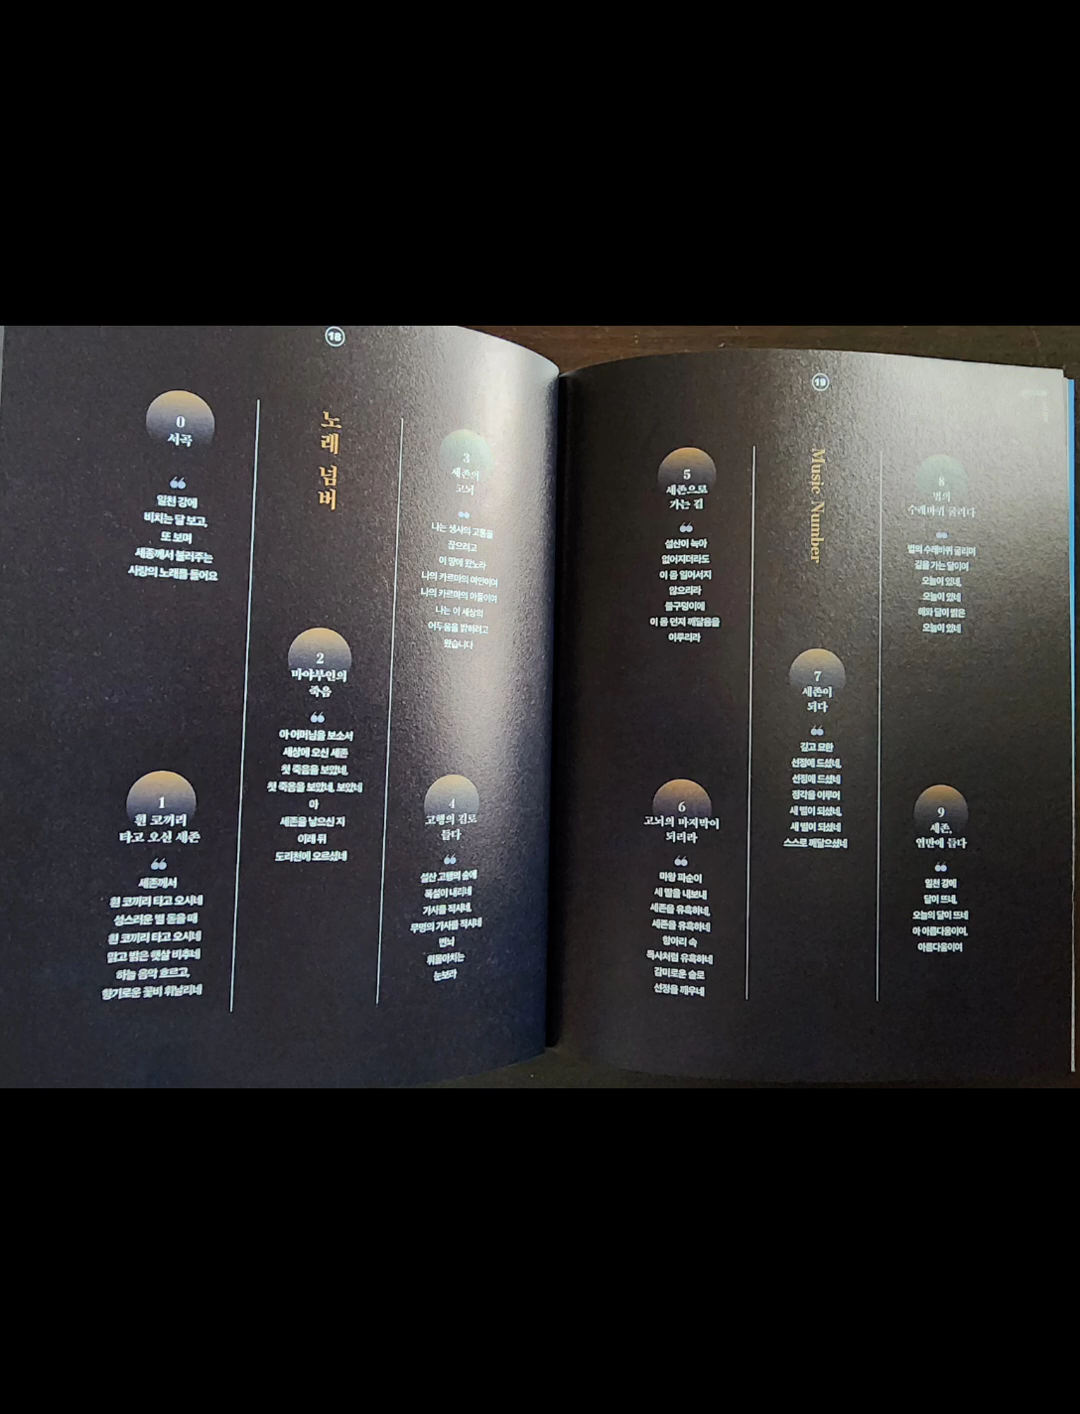 18
노래 넘버
0
서곡
일천 강에
비치는 달 보고,
또 보며
세종께서 불러주는
사랑의 노래를 들어요
1
흰 코끼리
타고 오신 세존
세존께서
흰 코끼리 타고 오시네
성스러운 별 돋을 때
흰 코끼리 타고 오시네
맑고 밝은 햇살 비추네
하늘 음악 흐르고,
향기로운 꽃비 휘날리네
2
마야부인의
죽음
아 어머님을 보소서
세상에 오신 세존
첫 죽음을 보았네,
첫 죽음을 보았네, 보았네
아
세존을 낳으신 지
이레 뒤
도리천에 오르셨네
3
세존의
고뇌
나는 생사의 고통을
끊으려고
이 땅에 왔노라
나의 카르마의 여인이여
나의 카르마의 아들이여
나는 이 세상의
어두움을 밝히려고
왔습니다
4
고행의 길로
들다
설산 고행의 숲에
폭설이 내리네
가사를 적시네,
무명의 가사를 적시네
번뇌
휘몰아치는
눈보라
19
Music Number
5
세존으로
가는 길
설산이 녹아
없어지더라도
이 몸 일어서지
않으리라
불구덩이에
이 몸 던져 깨달음을
이루리라
6
고뇌의 마지막이
되리라
마왕 파순이
세 딸을 내보내
세존을 유혹하네,
세존을 유혹하네
항아리 속
독사처럼 유혹하네
감미로운 술로
선정을 깨우네
7
세존이
되다
깊고 묘한
선정에 드셨네,
선정에 드셨네
정각을 이루어
새 별이 되셨네,
새 별이 되셨네
스스로 깨달으셨네
8
법의
수레바퀴 굴리다
법의 수레바퀴 굴리며
길을 가는 달이여
오늘이 있네,
오늘이 있네
해와 달이 밝은
오늘이 있네
9
세존,
열반에 들다
일천 강에
달이 뜨네,
오늘의 달이 뜨네
아 아름다움이여,
아름다움이여